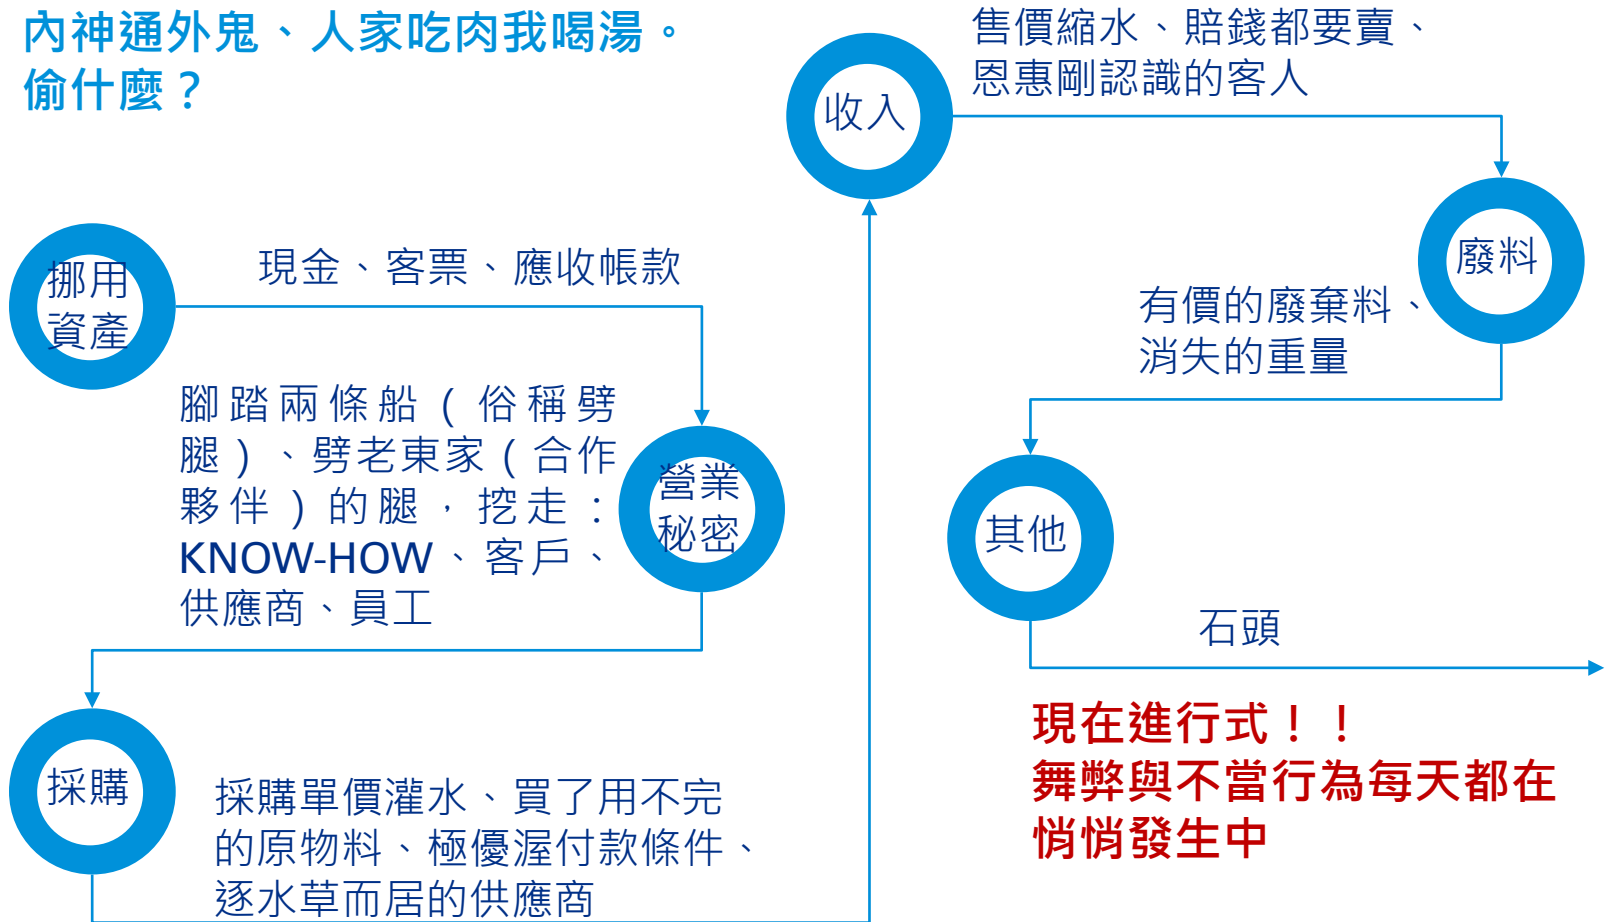 內神通外鬼、人家吃肉我喝湯。
偷什麼？
挪用
資產
現金、客票、應收帳款
腳踏兩條船（俗稱劈
腿）、劈老東家（合作
夥伴）的腿，挖走：
KNOW-HOW、客戶、
供應商、員工
營業
秘密
採購
採購單價灌水、買了用不完
的原物料、極優渥付款條件、
逐水草而居的供應商
收入
售價縮水、賠錢都要賣、
恩惠剛認識的客人
廢料
有價的廢棄料、
消失的重量
其他
石頭
現在進行式！！
舞弊與不當行為每天都在
悄悄發生中